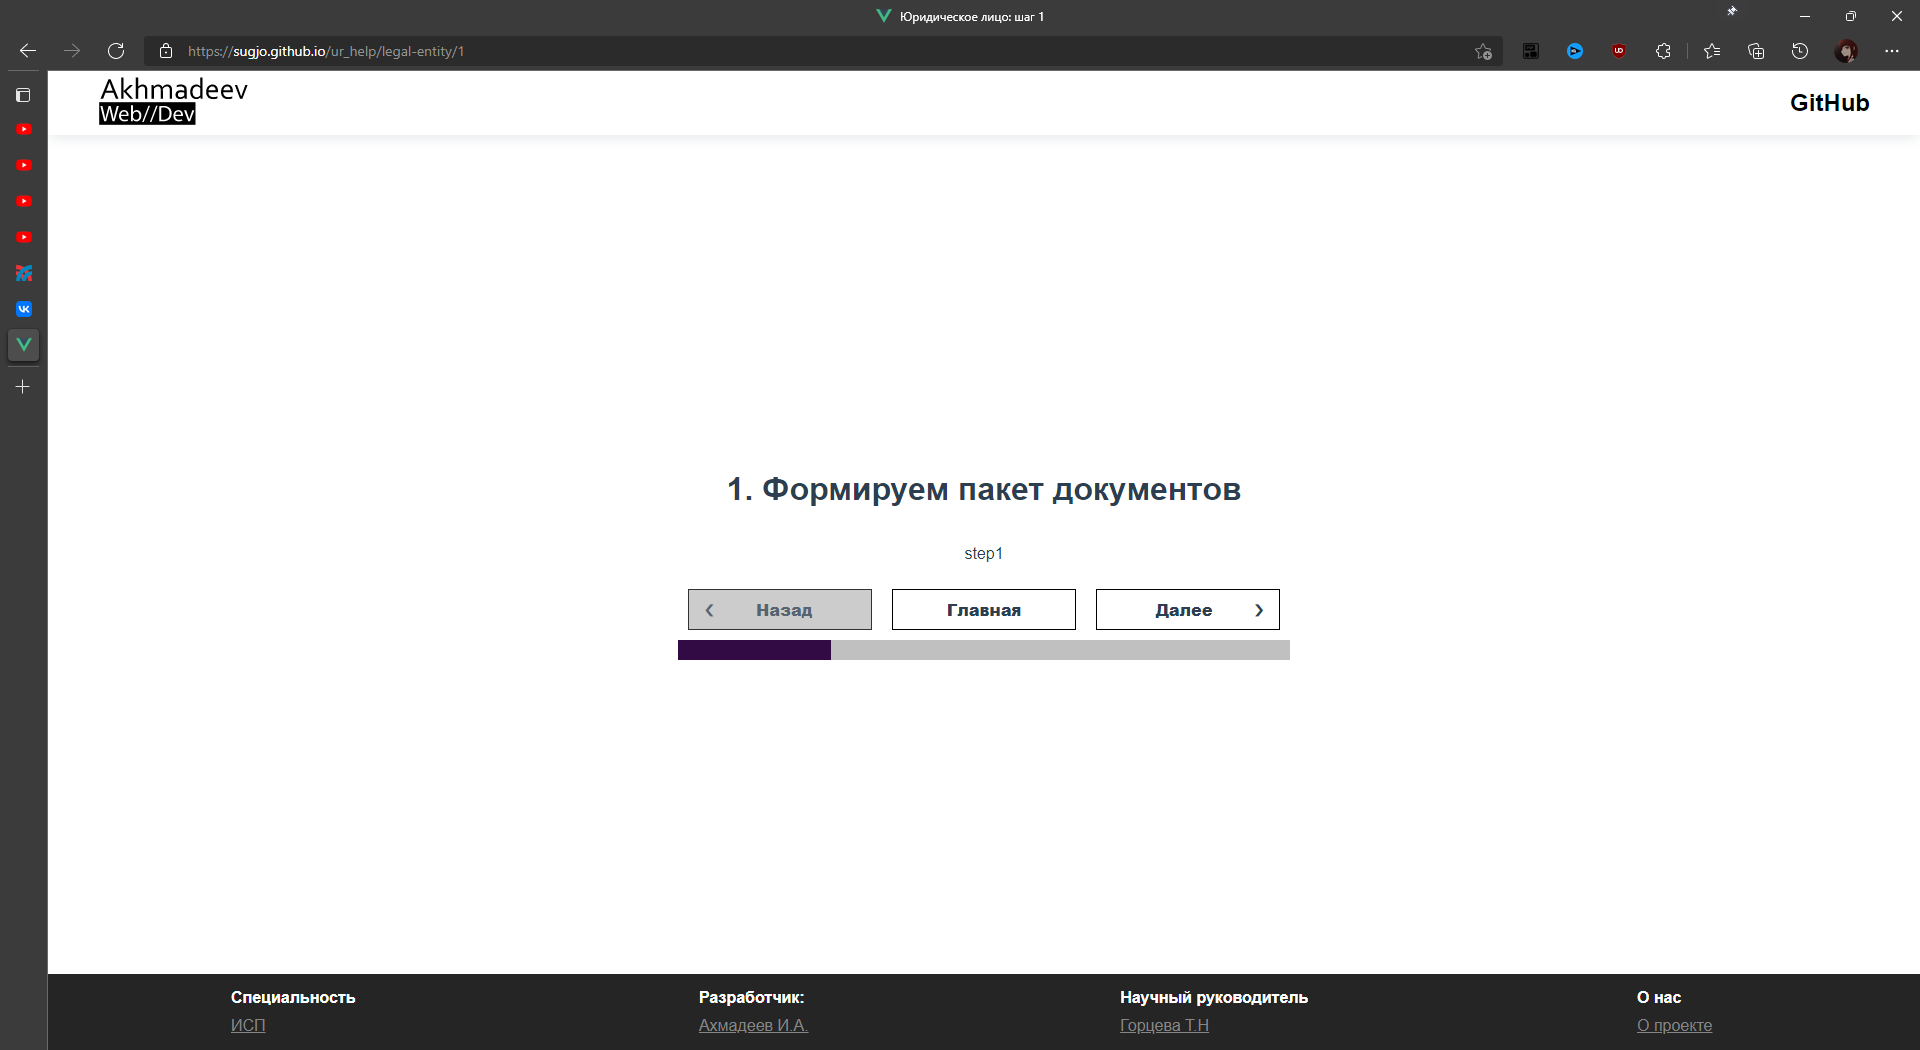 Юридическое лицо: шаг 1
https://sugjo.github.io/ur_help/legal-entity/1
Akhmadeev
Web//Dev
GitHub
1. Формируем пакет документов
step1
‹ Назад
Главная
Далее ›
Специальность
ИСП
Разработчик:
Ахмадеев И.А.
Научный руководитель
Горцева Т.Н
О нас
О проекте